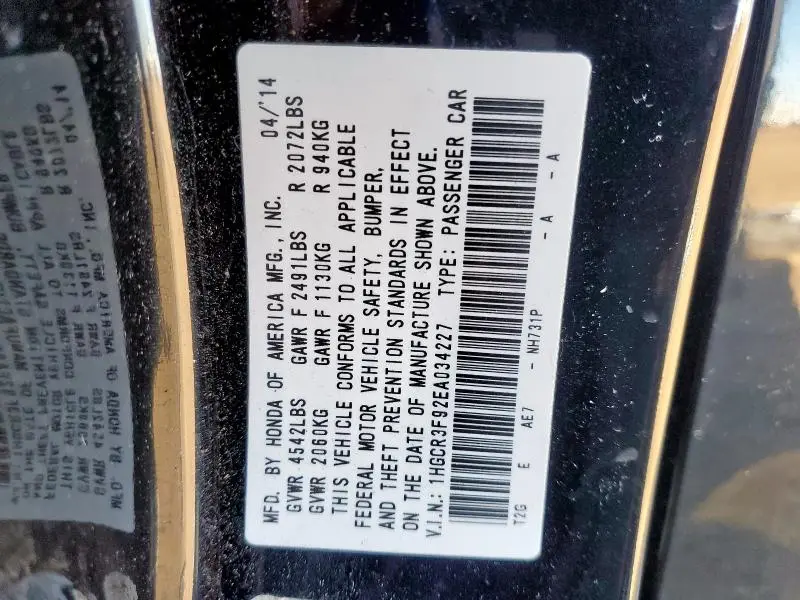 MFD. BY HONDA OF AMERICA MFG., INC. 04/'14
GVWR 4542LBS GAWR F 2491LBS R 2072LBS
GVWR 2060KG GAWR F 1130KG R 940KG
THIS VEHICLE CONFORMS TO ALL APPLICABLE
FEDERAL MOTOR VEHICLE SAFETY, BUMPER,
AND THEFT PREVENTION STANDARDS IN EFFECT
ON THE DATE OF MANUFACTURE SHOWN ABOVE.
V.I.N.: 1HGCR3F92EA034227 TYPE: PASSENGER CAR
T2G E AE7 - NH731P - A - A